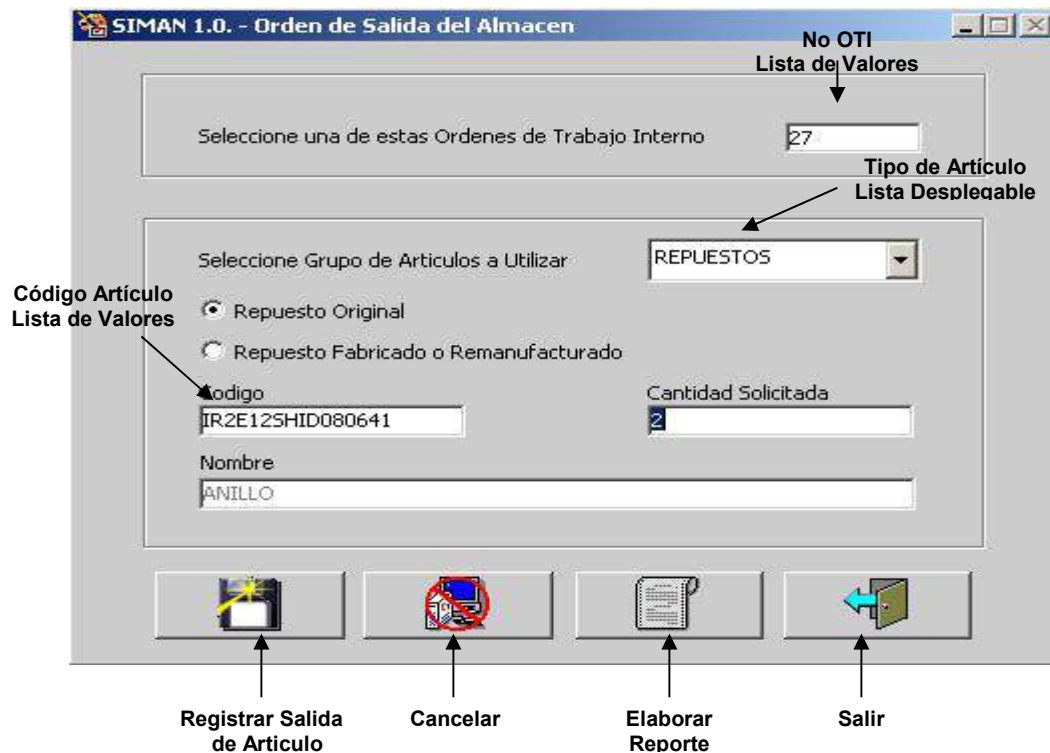 SIMAN 1.0. - Orden de Salida del Almacen
No OTI
Lista de Valores
Seleccione una de estas Ordenes de Trabajo Interno
27
Tipo de Artículo
Lista Desplegable
Seleccione Grupo de Articulos a Utilizar
REPUESTOS
Código Artículo
Lista de Valores
Repuesto Original
Repuesto Fabricado o Remanufacturado
Codigo
Cantidad Solicitada
IR2E12SHID080641
2
Nombre
ANILLO
Registrar Salida
de Articulo
Cancelar
Elaborar
Reporte
Salir